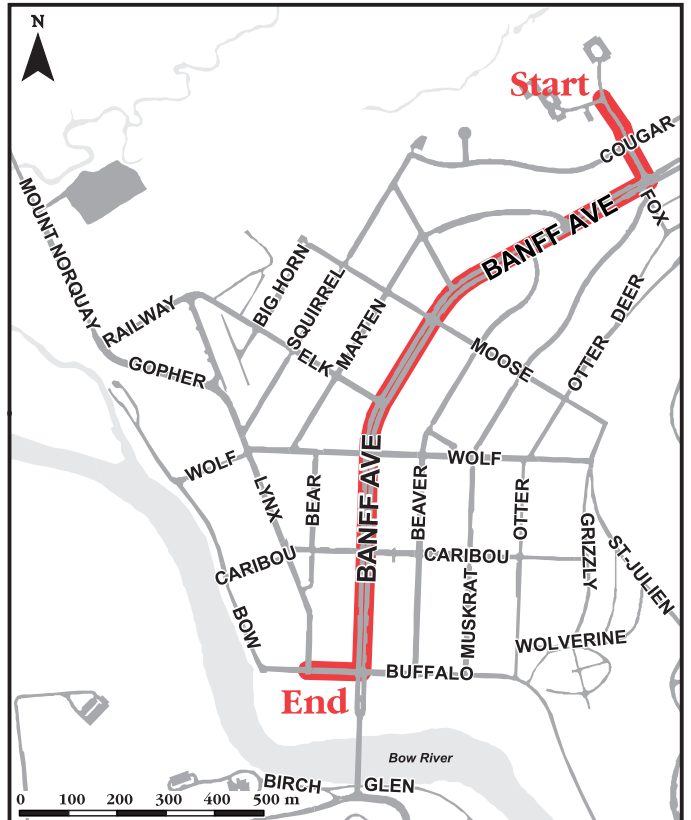 N
Start
COUGAR
FOX
BANFF AVE
MOUNT NORQUAY
BIG HORN
SQUIRREL
RAILWAY
MARTEN
DEER
ELK
MOOSE
OTTER
GOPHER
WOLF
WOLF
LYNX
BEAR
BANFF AVE
BEAVER
OTTER
GRIZZLY
ST-JULIEN
CARIBOU
CARIBOU
MUSKRAT
BOW
WOLVERINE
BUFFALO
End
Bow River
BIRCH
GLEN
0 100 200 300 400 500 m